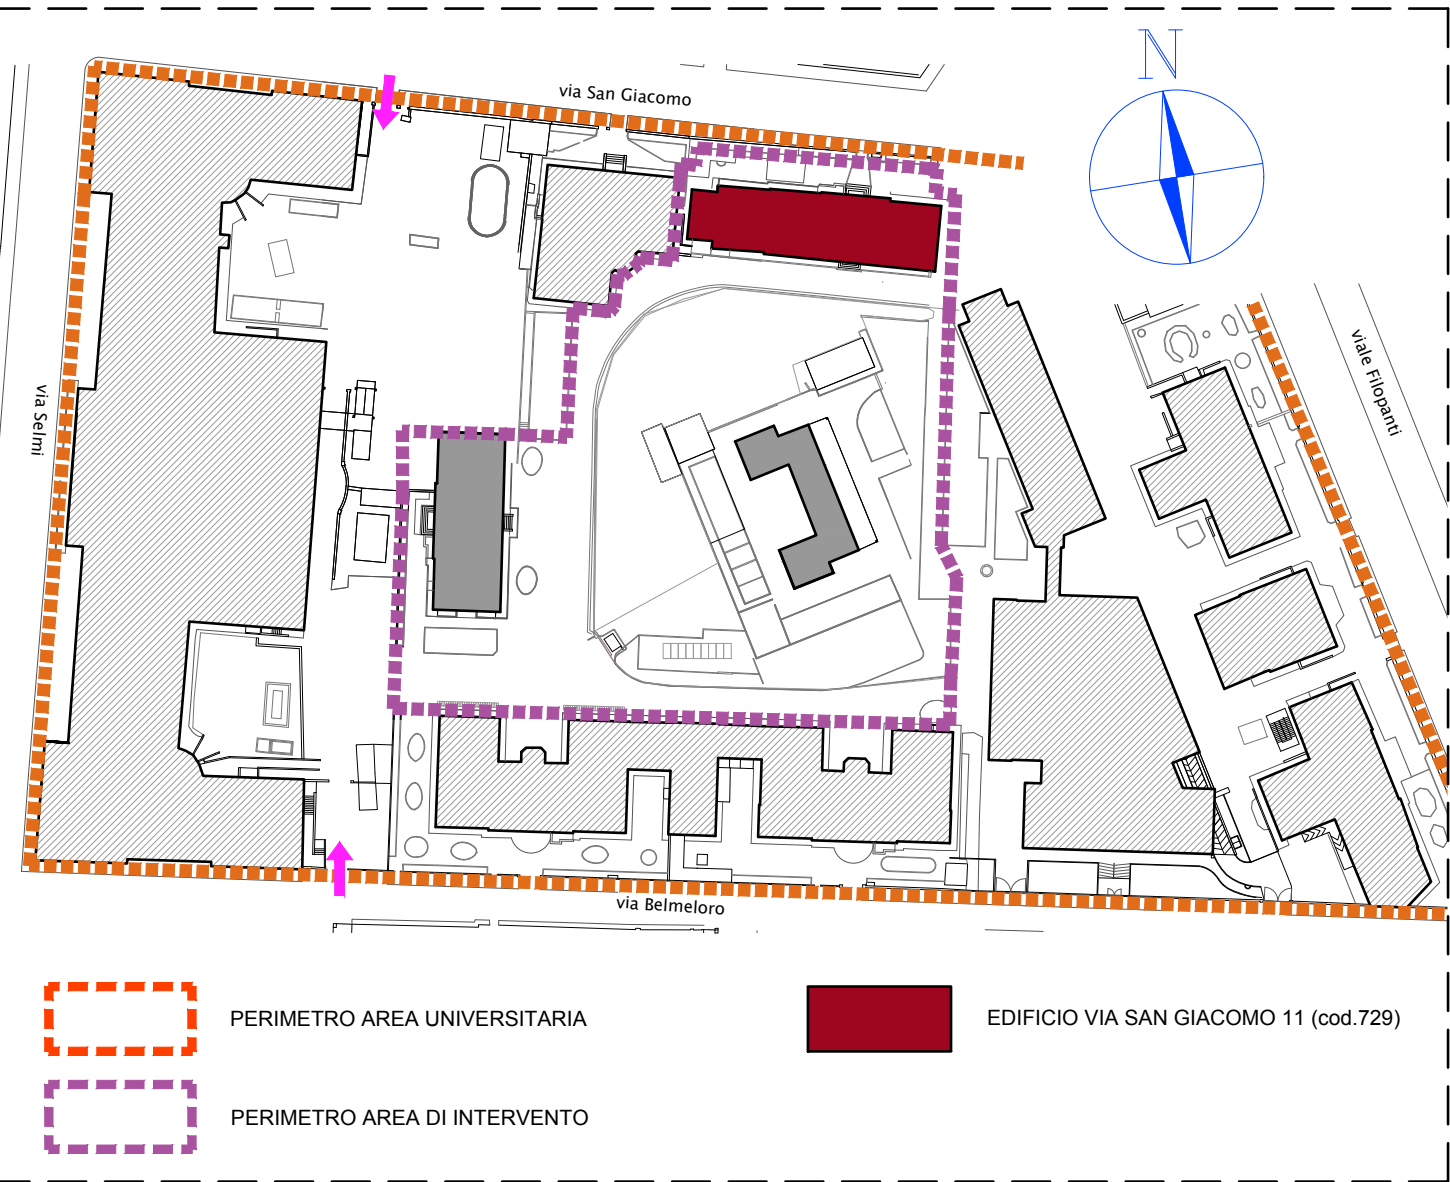 N
via San Giacomo
viale Filopanti
via Selmi
via Belmeloro
PERIMETRO AREA UNIVERSITARIA
EDIFICIO VIA SAN GIACOMO 11 (cod.729)
PERIMETRO AREA DI INTERVENTO